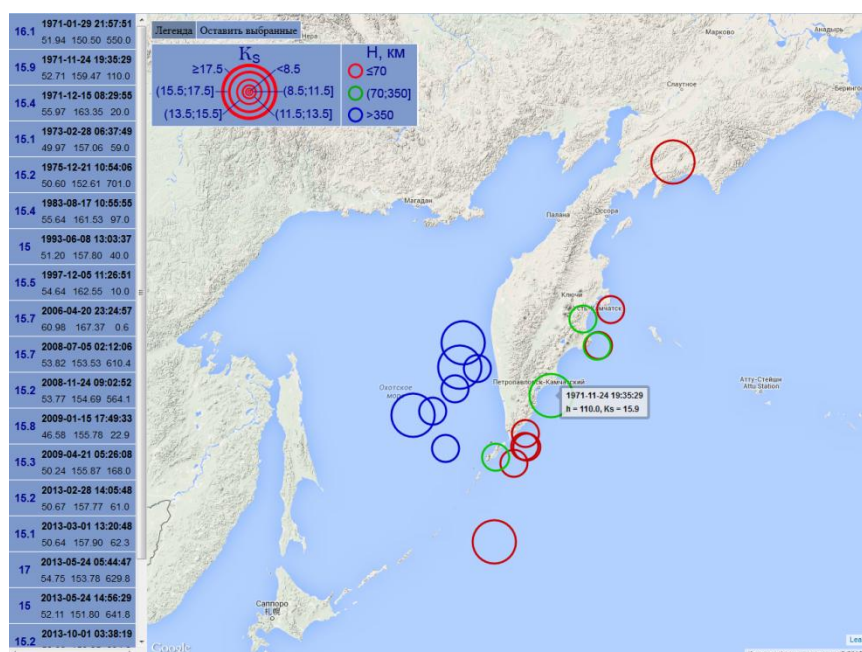 16.1 1971-01-29 21:57:51
51.94 150.50 550.0
15.9 1971-11-24 19:35:29
52.71 159.47 110.0
15.4 1971-12-15 08:29:55
55.97 163.35 20.0
15.1 1973-02-28 06:37:49
49.97 157.06 59.0
15.2 1975-12-21 10:54:06
50.60 152.61 701.0
15.4 1983-08-17 10:55:55
55.64 161.53 97.0
15 1993-06-08 13:03:37
51.20 157.80 40.0
15.5 1997-12-05 11:26:51
54.64 162.55 10.0
15.7 2006-04-20 23:24:57
60.98 167.37 0.6
15.7 2008-07-05 02:12:06
53.82 153.53 610.4
15.2 2008-11-24 09:02:52
53.77 154.69 564.1
15.8 2009-01-15 17:49:33
46.58 155.78 22.9
15.3 2009-04-21 05:26:08
50.24 155.87 168.0
15.2 2013-02-28 14:05:48
50.67 157.77 61.0
15.1 2013-03-01 13:20:48
50.64 157.90 62.3
17 2013-05-24 05:44:47
54.75 153.78 629.8
15 2013-05-24 14:56:29
52.11 151.80 641.8
15.2 2013-10-01 03:38:19
Легенда Оставить выбранные
Ks
≥17.5 <8.5
(15.5;17.5] (8.5;11.5]
(13.5;15.5] (11.5;13.5]
H, км
≤70
(70;350]
>350
Марково
Анадырь
Слаутное
Беринго
Магадан
Палана
Оссора
Ключи
Усть-Камчатск
Охотское
море
Петропавловск-Камчатский
1971-11-24 19:35:29
h = 110.0, Ks = 15.9
Атту-Стейшн
Attu Station
Саппоро
札幌
Google
Lea